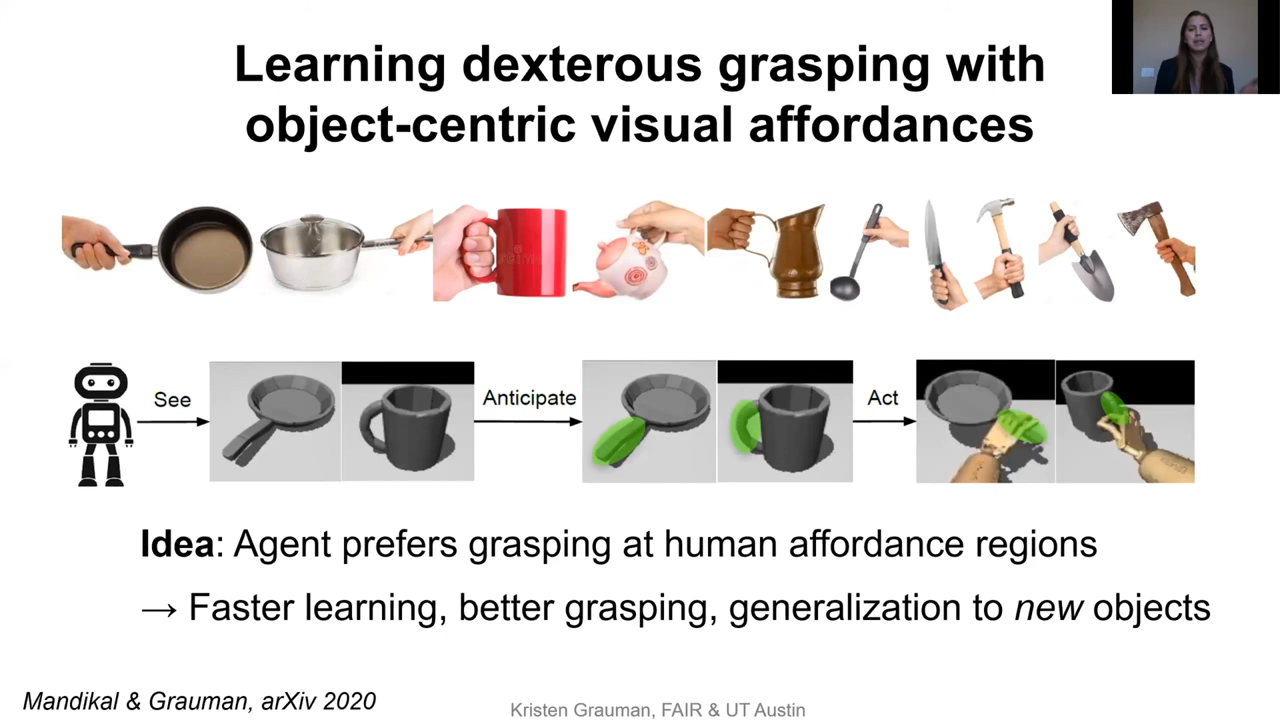 Learning dexterous grasping with
object-centric visual affordances
See
Anticipate
Act
Idea: Agent prefers grasping at human affordance regions
→ Faster learning, better grasping, generalization to new objects
Mandikal & Grauman, arXiv 2020
Kristen Grauman, FAIR & UT Austin